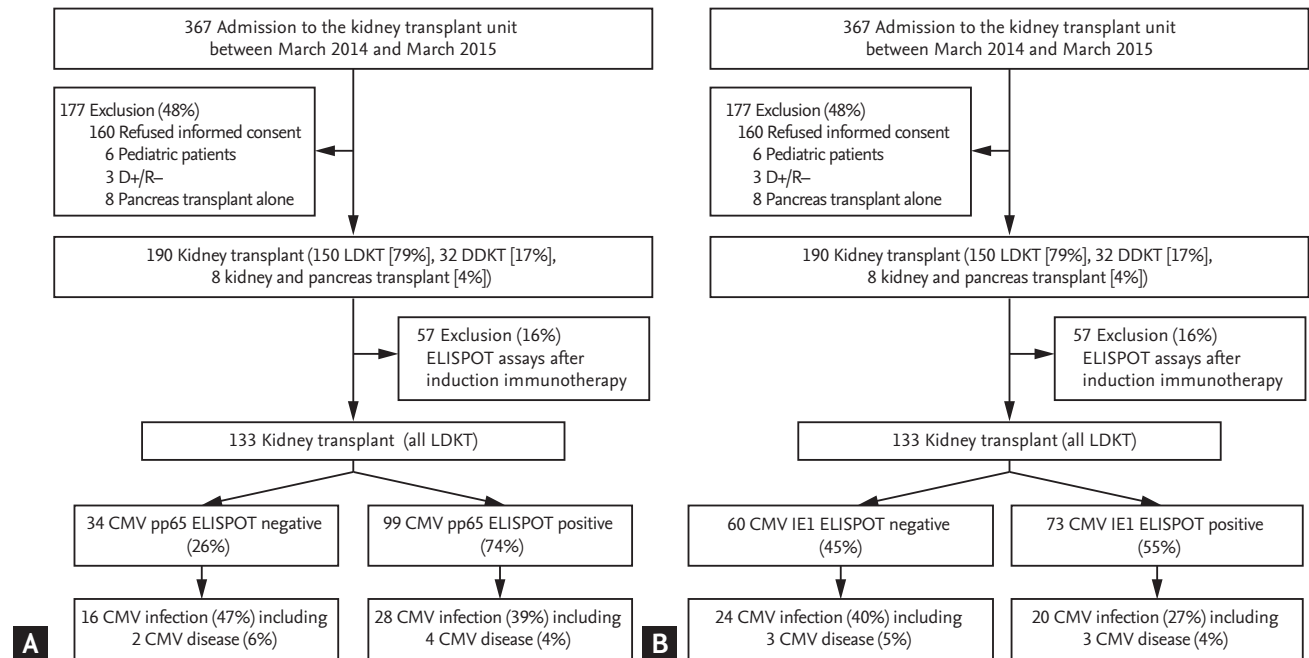 367 Admission to the kidney transplant unit
between March 2014 and March 2015
177 Exclusion (48%)
160 Refused informed consent
6 Pediatric patients
3 D+/R–
8 Pancreas transplant alone
190 Kidney transplant (150 LDKT [79%], 32 DDKT [17%],
8 kidney and pancreas transplant [4%])
57 Exclusion (16%)
ELISPOT assays after
induction immunotherapy
133 Kidney transplant (all LDKT)
34 CMV pp65 ELISPOT negative
(26%)
99 CMV pp65 ELISPOT positive
(74%)
16 CMV infection (47%) including
2 CMV disease (6%)
28 CMV infection (39%) including
4 CMV disease (4%)
A
367 Admission to the kidney transplant unit
between March 2014 and March 2015
177 Exclusion (48%)
160 Refused informed consent
6 Pediatric patients
3 D+/R–
8 Pancreas transplant alone
190 Kidney transplant (150 LDKT [79%], 32 DDKT [17%],
8 kidney and pancreas transplant [4%])
57 Exclusion (16%)
ELISPOT assays after
induction immunotherapy
133 Kidney transplant (all LDKT)
60 CMV IE1 ELISPOT negative
(45%)
73 CMV IE1 ELISPOT positive
(55%)
24 CMV infection (40%) including
3 CMV disease (5%)
20 CMV infection (27%) including
3 CMV disease (4%)
B